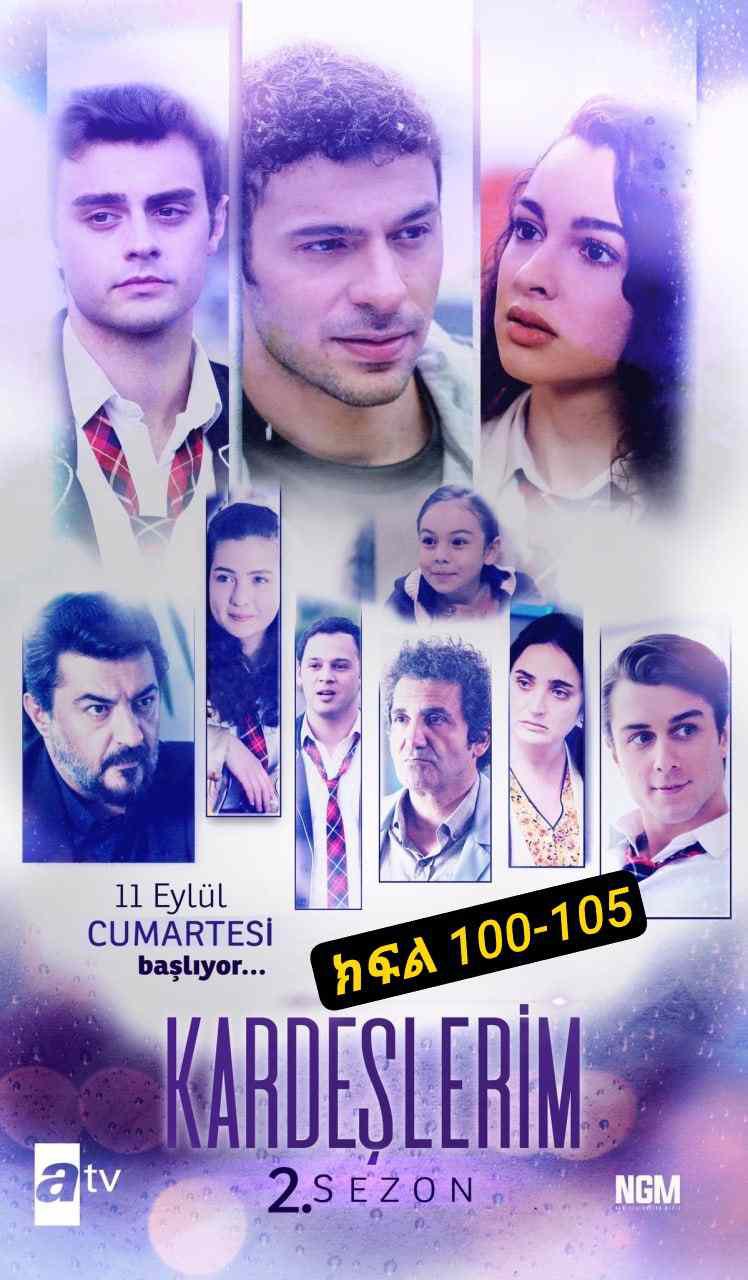 11 Eylül
CUMARTESİ
başlıyor...
ክፍል 100-105
KARDEŞLERİM
2.SEZON
atv
NGM